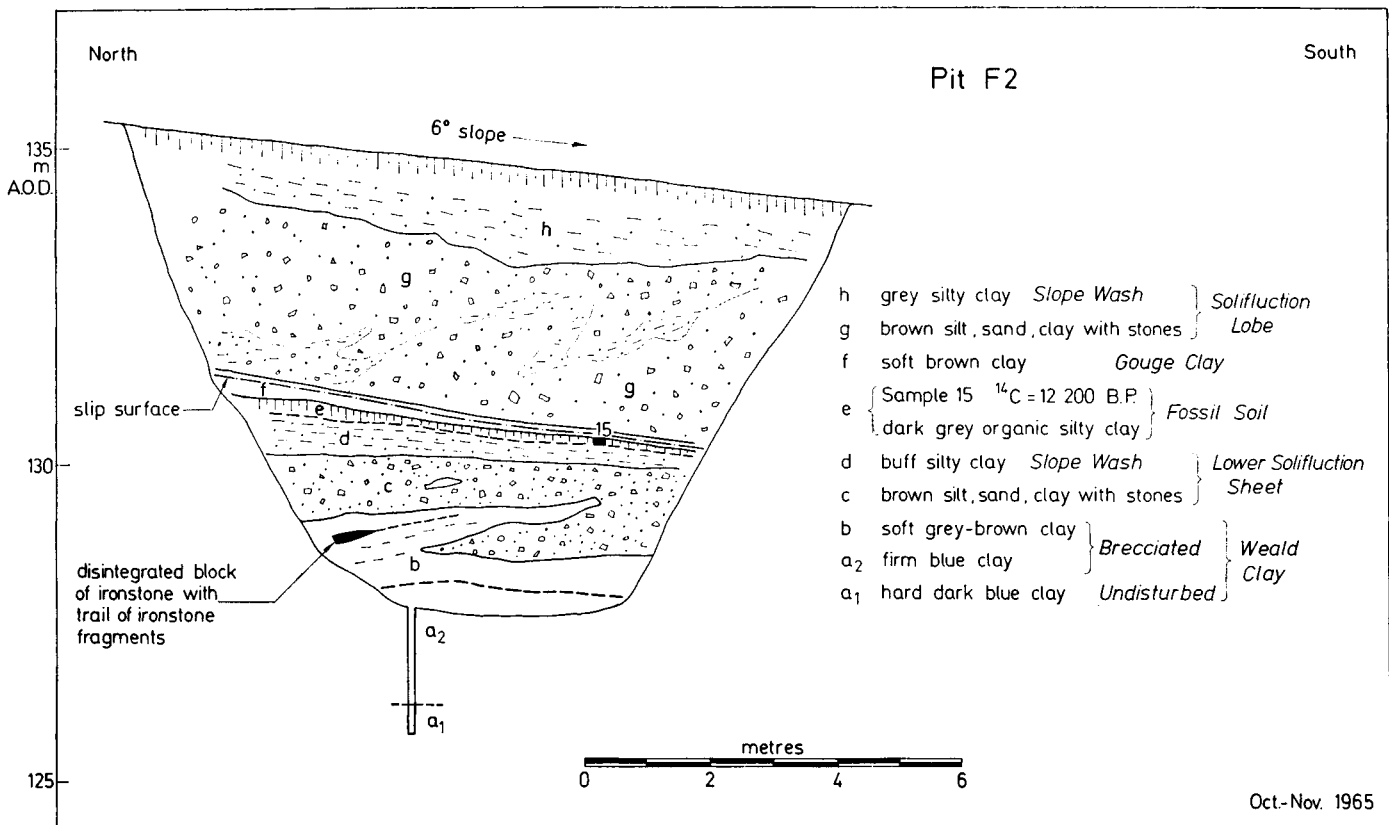 North
South
Pit F2
6° slope
135
m
A.O.D.
h
g
g
f
slip surface
e
15
d
130
c
b
disintegrated block
of ironstone with
trail of ironstone
fragments
a2
a1
125
h grey silty clay Slope Wash
g brown silt, sand, clay with stones
Solifluction
Lobe
f soft brown clay Gouge Clay
e Sample 15 ¹⁴C = 12 200 B.P.
dark grey organic silty clay
Fossil Soil
d buff silty clay Slope Wash
c brown silt, sand, clay with stones
Lower Solifluction
Sheet
b soft grey-brown clay
a2 firm blue clay
Brecciated
a1 hard dark blue clay Undisturbed
Weald
Clay
metres
0 2 4 6
Oct.-Nov. 1965